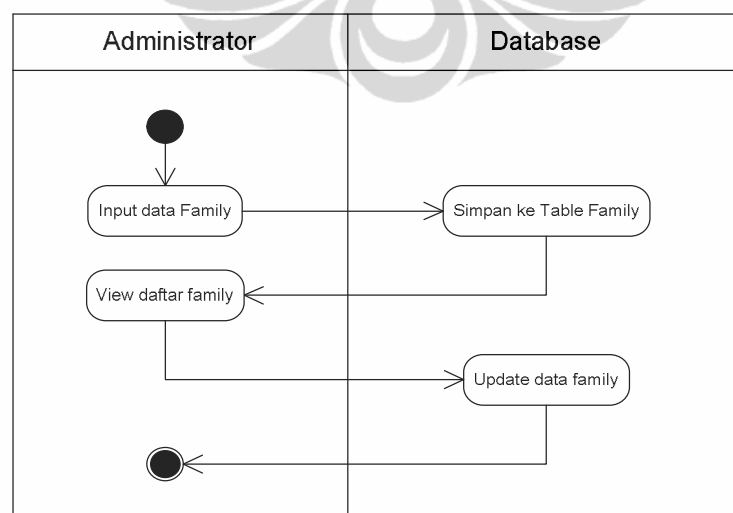 Administrator
Database
Input data Family
Simpan ke Table Family
View daftar family
Update data family